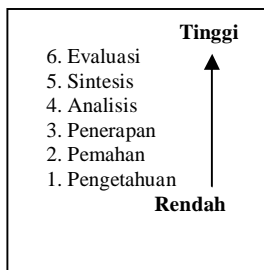 Tinggi
6. Evaluasi
5. Sintesis
4. Analisis
3. Penerapan
2. Pemahan
1. Pengetahuan
Rendah